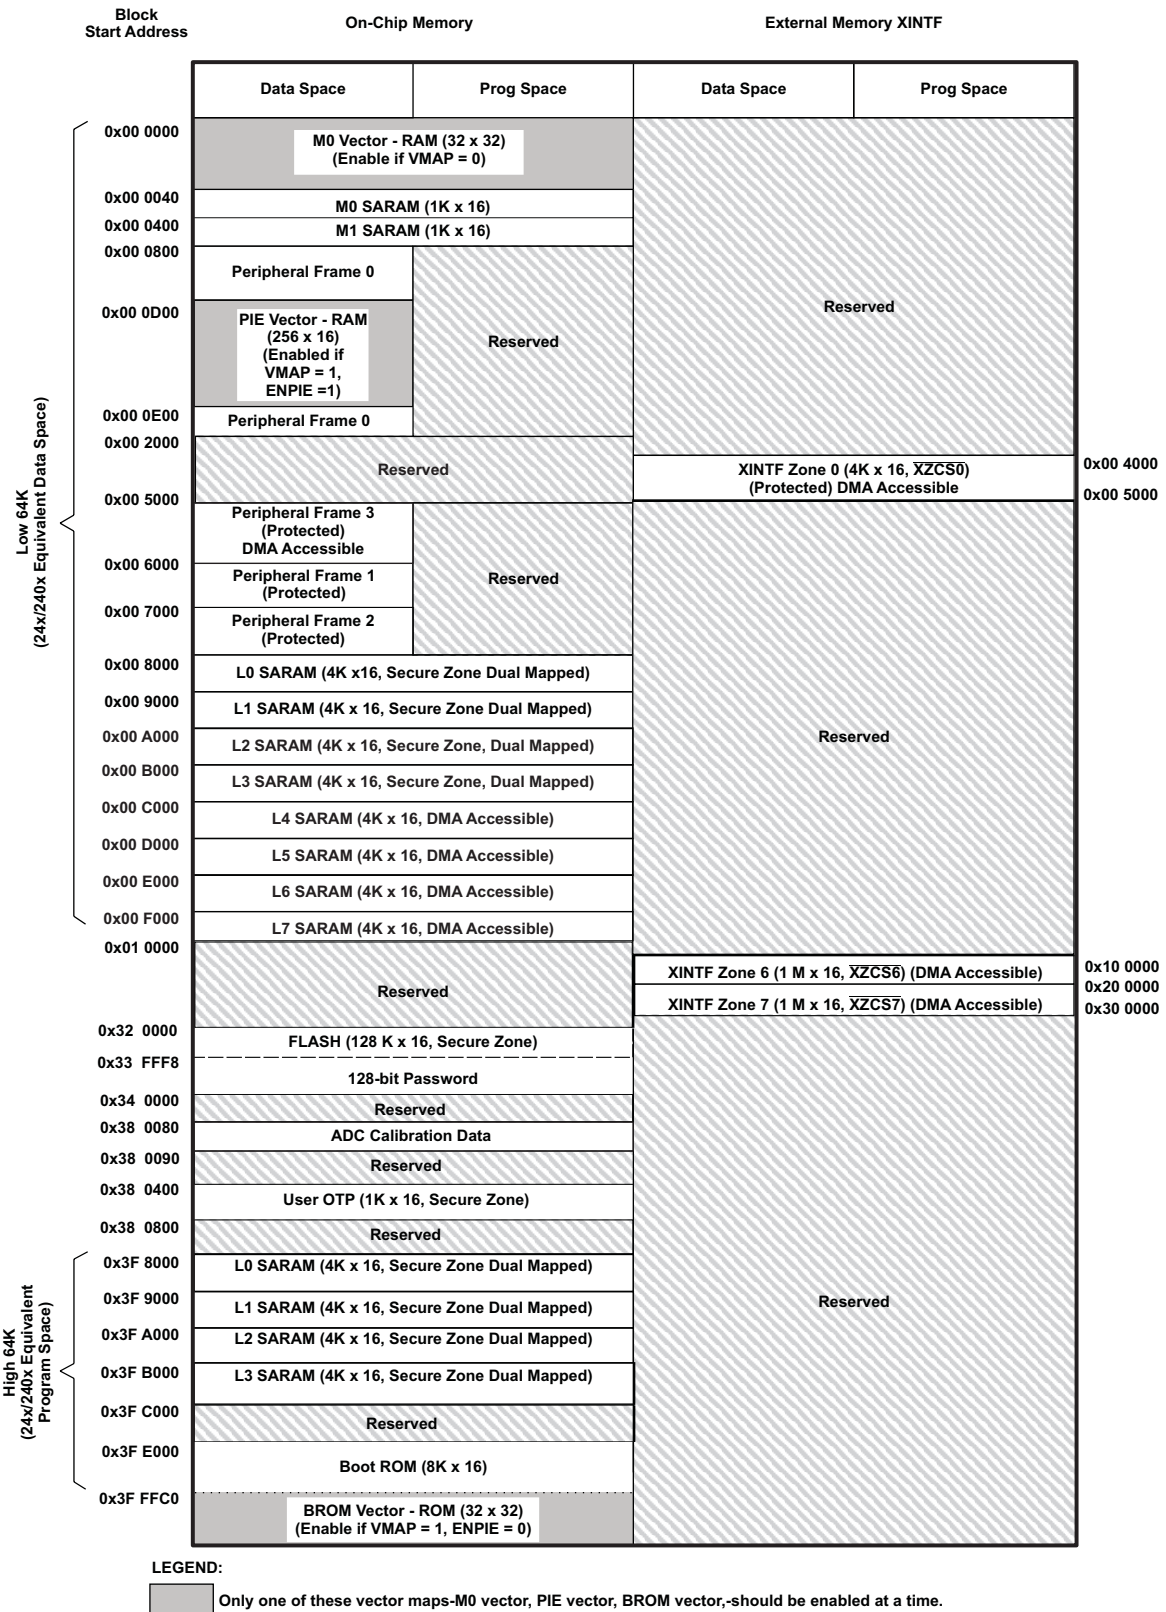 Block
Start Address
On-Chip Memory
External Memory XINTF
Data Space
Prog Space
Data Space
Prog Space
0x00 0000
M0 Vector - RAM (32 x 32)
(Enable if VMAP = 0)
0x00 0040
M0 SARAM (1K x 16)
0x00 0400
M1 SARAM (1K x 16)
0x00 0800
Peripheral Frame 0
Reserved
0x00 0D00
PIE Vector - RAM
(256 x 16)
(Enabled if
VMAP = 1,
ENPIE =1)
Reserved
0x00 0E00
Peripheral Frame 0
0x00 2000
Reserved
XINTF Zone 0 (4K x 16, XZCS0)
(Protected) DMA Accessible
0x00 4000
0x00 5000
0x00 5000
Peripheral Frame 3
(Protected)
DMA Accessible
0x00 6000
Peripheral Frame 1
(Protected)
Reserved
0x00 7000
Peripheral Frame 2
(Protected)
Low 64K
(24x/240x Equivalent Data Space)
0x00 8000
L0 SARAM (4K x16, Secure Zone Dual Mapped)
0x00 9000
L1 SARAM (4K x 16, Secure Zone Dual Mapped)
0x00 A000
L2 SARAM (4K x 16, Secure Zone, Dual Mapped)
Reserved
0x00 B000
L3 SARAM (4K x 16, Secure Zone, Dual Mapped)
0x00 C000
L4 SARAM (4K x 16, DMA Accessible)
0x00 D000
L5 SARAM (4K x 16, DMA Accessible)
0x00 E000
L6 SARAM (4K x 16, DMA Accessible)
0x00 F000
L7 SARAM (4K x 16, DMA Accessible)
0x01 0000
Reserved
XINTF Zone 6 (1 M x 16, XZCS6) (DMA Accessible)
0x10 0000
0x20 0000
XINTF Zone 7 (1 M x 16, XZCS7) (DMA Accessible)
0x30 0000
0x32 0000
FLASH (128 K x 16, Secure Zone)
0x33 FFF8
128-bit Password
0x34 0000
Reserved
0x38 0080
ADC Calibration Data
0x38 0090
Reserved
0x38 0400
User OTP (1K x 16, Secure Zone)
0x38 0800
Reserved
0x3F 8000
L0 SARAM (4K x 16, Secure Zone Dual Mapped)
0x3F 9000
L1 SARAM (4K x 16, Secure Zone Dual Mapped)
Reserved
0x3F A000
L2 SARAM (4K x 16, Secure Zone Dual Mapped)
0x3F B000
L3 SARAM (4K x 16, Secure Zone Dual Mapped)
High 64K
(24x/240x Equivalent
Program Space)
0x3F C000
Reserved
0x3F E000
Boot ROM (8K x 16)
0x3F FFC0
BROM Vector - ROM (32 x 32)
(Enable if VMAP = 1, ENPIE = 0)
LEGEND:
Only one of these vector maps-M0 vector, PIE vector, BROM vector,-should be enabled at a time.